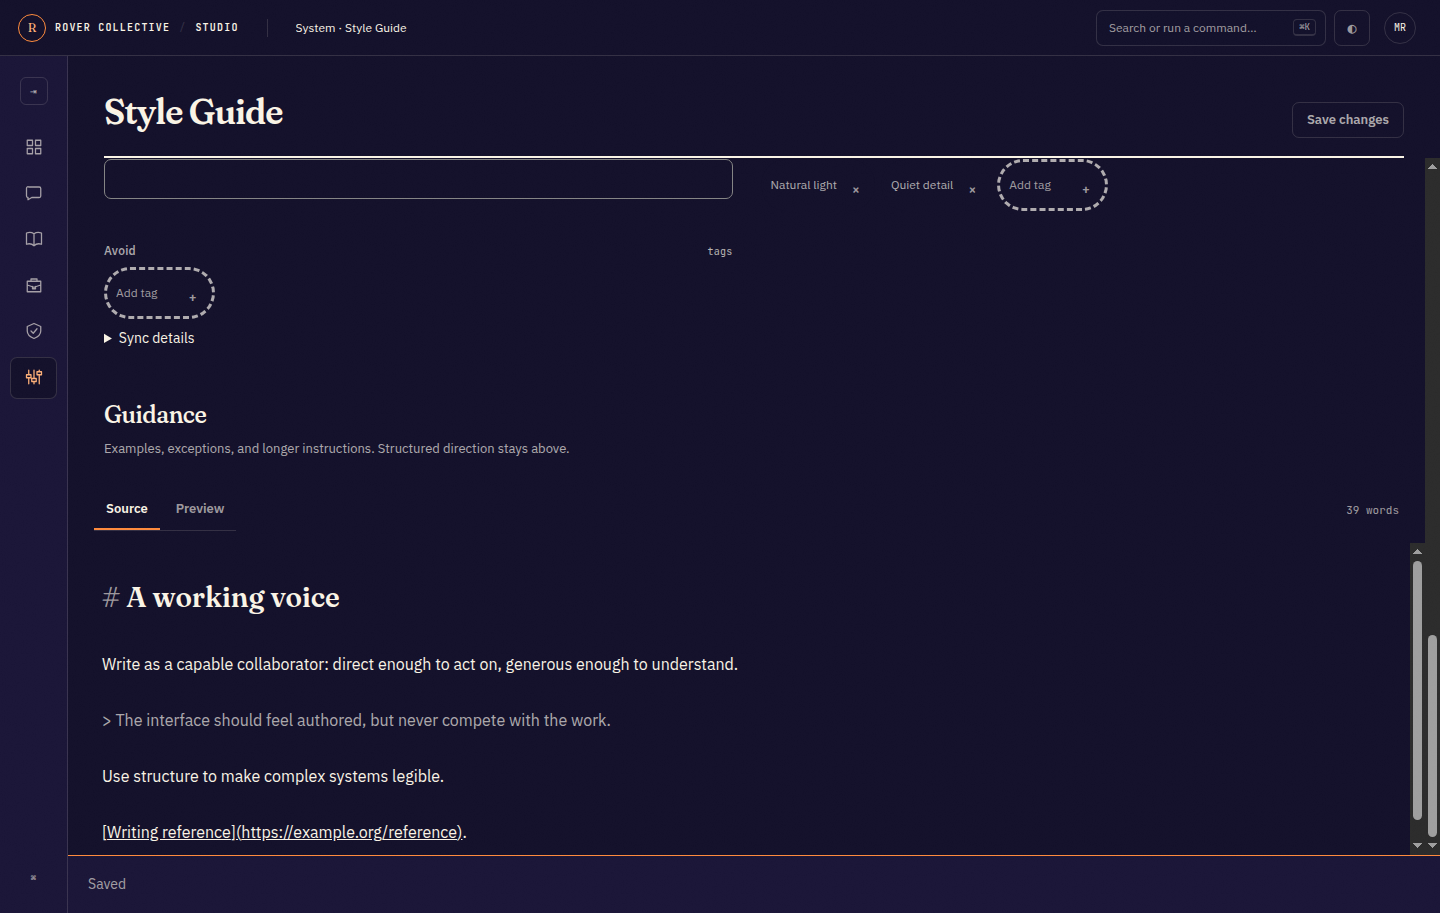 R ROVER COLLECTIVE / STUDIO System · Style Guide Search or run a command... ⌘K MR
Style Guide
Save changes
Natural light × Quiet detail × Add tag +
Avoid tags
Add tag +
Sync details
Guidance
Examples, exceptions, and longer instructions. Structured direction stays above.
Source Preview 39 words
# A working voice
Write as a capable collaborator: direct enough to act on, generous enough to understand.
> The interface should feel authored, but never compete with the work.
Use structure to make complex systems legible.
[Writing reference](https://example.org/reference).
⌘
Saved